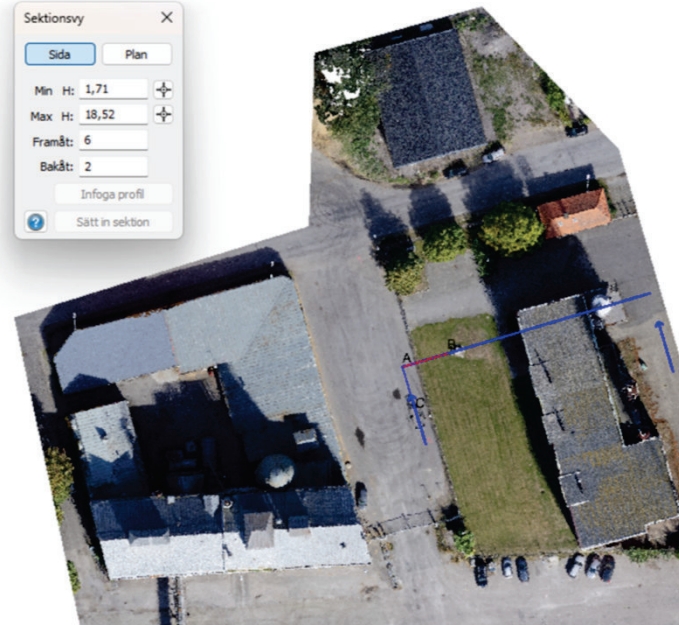 Sektionsvy
Sida Plan
Min H: 1,71
Max H: 18,52
Framåt: 6
Bakåt: 2
Infoga profil
? Sätt in sektion
A
B
C